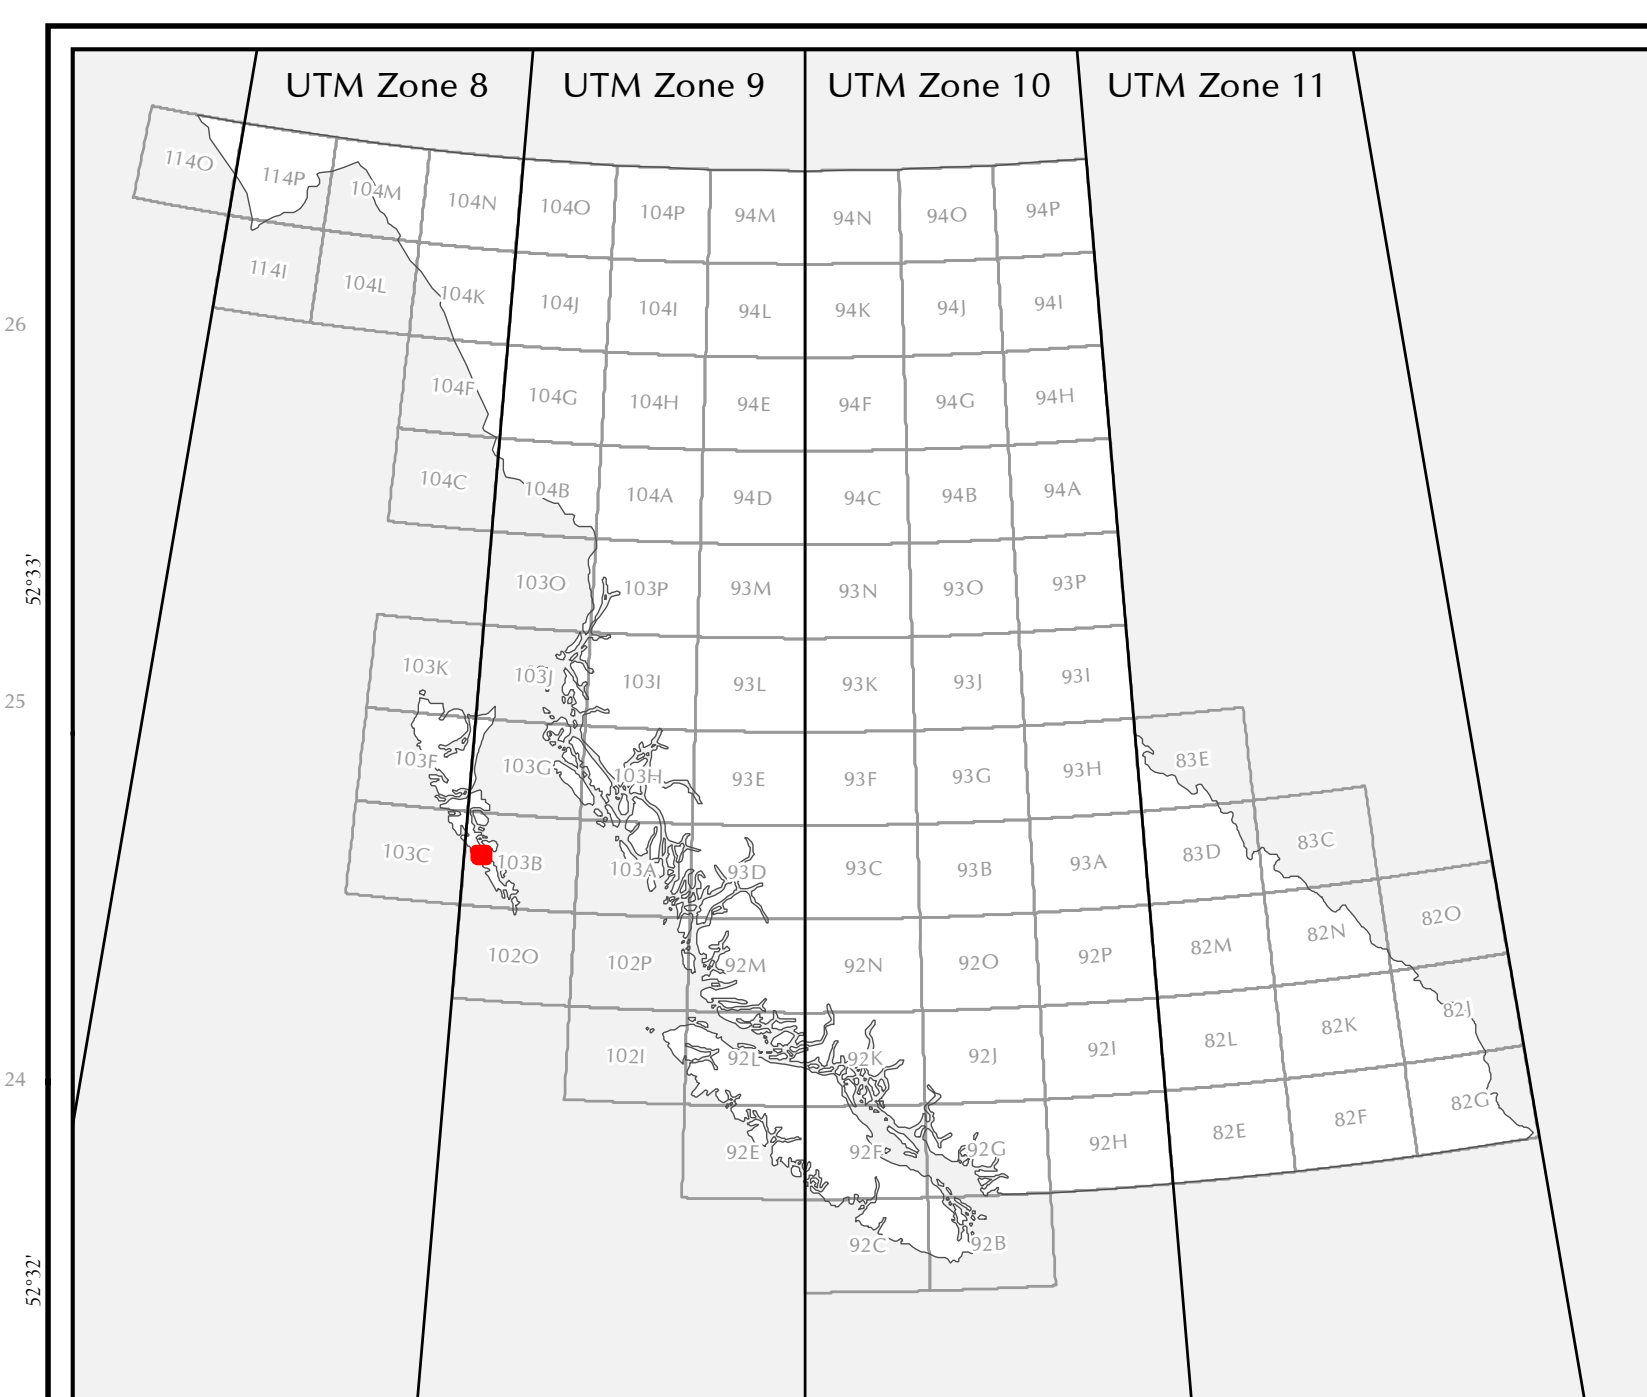 UTM Zone 8 UTM Zone 9 UTM Zone 10 UTM Zone 11
114O 114P 104M 104N 104O 104P 94M 94N 94O 94P
114I 104L 104K 104J 104I 94L 94K 94J 94I
26
104F 104G 104H 94E 94F 94G 94H
104C 104B 104A 94D 94C 94B 94A
52°33'
103O 103P 93M 93N 93O 93P
103K 103J 103I 93L 93K 93J 93I
25
103F 103G 103H 93E 93F 93G 93H 83E
103C 103B 103A 93D 93C 93B 93A 83D 83C
102O 102P 92M 92N 92O 92P 82M 82N 82O
102I 92L 92K 92J 92I 82L 82K 82J
24
92E 92F 92G 92H 82E 82F 82G
92C 92B
52°32'